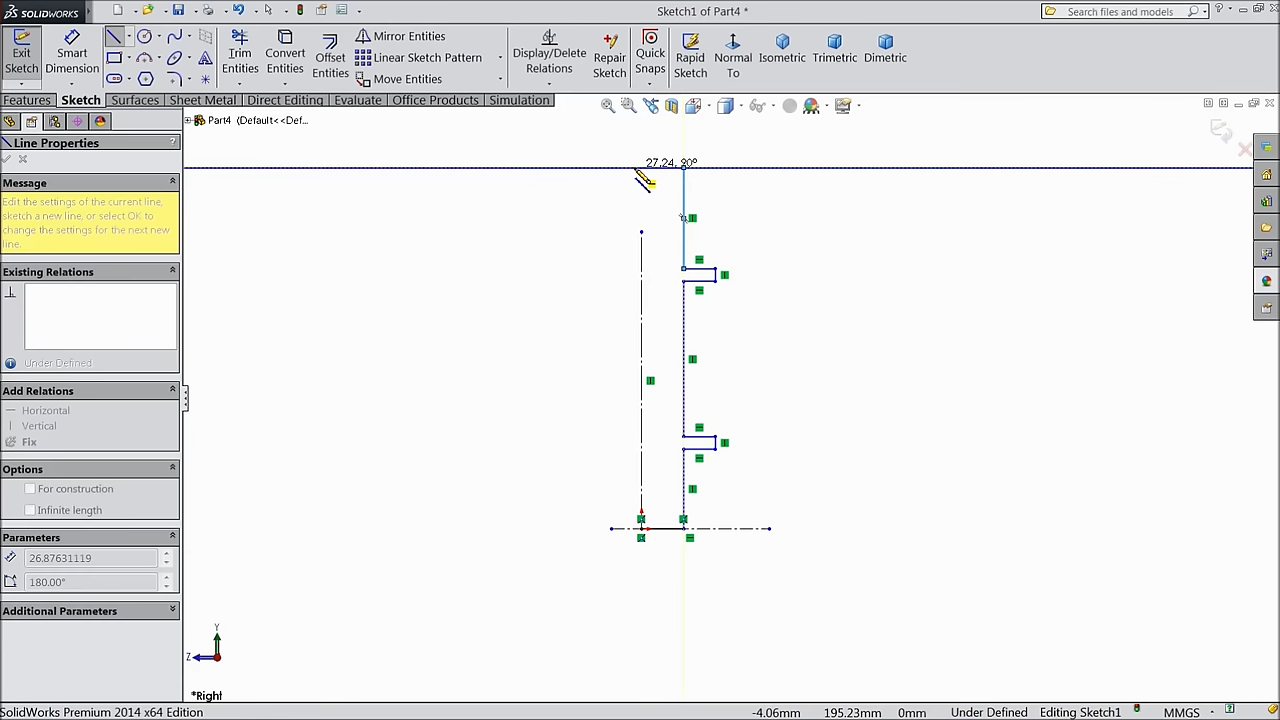 SOLIDWORKS
Sketch1 of Part4 *
Search files and models
Exit Sketch
Smart Dimension
Trim Entities
Convert Entities
Offset Entities
Mirror Entities
Linear Sketch Pattern
Move Entities
Display/Delete Relations
Repair Sketch
Quick Snaps
Rapid Sketch
Normal To
Isometric
Trimetric
Dimetric
Features
Sketch
Surfaces
Sheet Metal
Direct Editing
Evaluate
Office Products
Simulation
Part4 (Default<<Def...
Line Properties
?
Message
Edit the settings of the current line,
sketch a new line, or select OK to
change the settings for the next new
line.
Existing Relations
Under Defined
Add Relations
Horizontal
Vertical
Fix
Options
For construction
Infinite length
Parameters
26.87631119
180.00°
Additional Parameters
27,24, 90°
Y
Z
*Right
SolidWorks Premium 2014 x64 Edition
-4.06mm
195.23mm
0mm
Under Defined
Editing Sketch1
MMGS